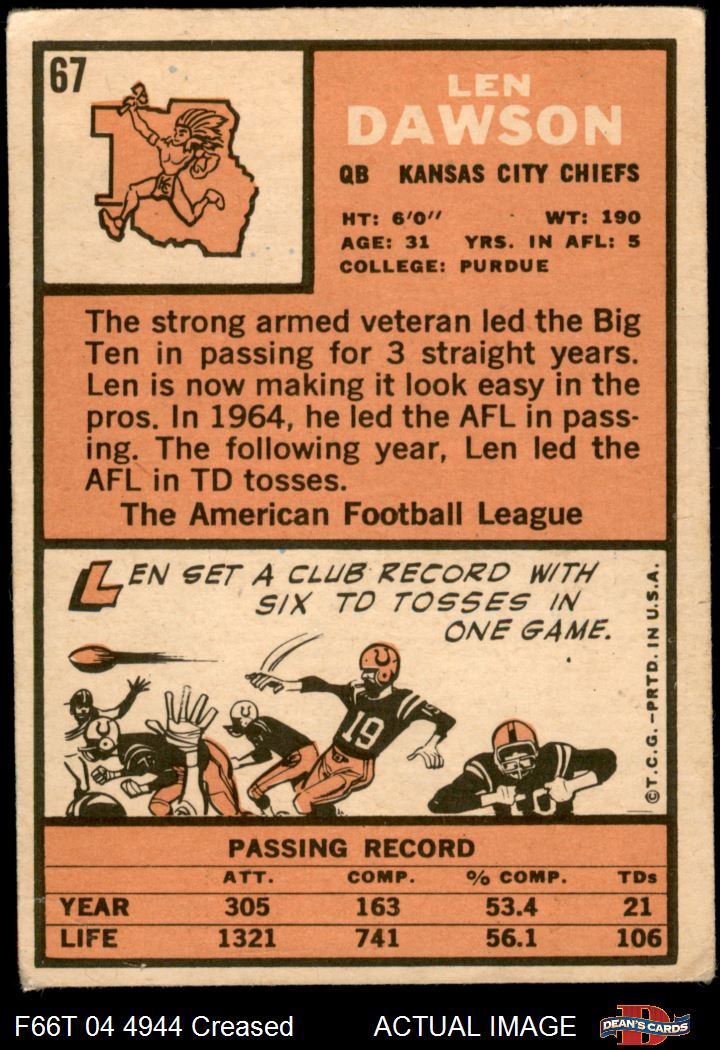 67
LEN
DAWSON
QB KANSAS CITY CHIEFS
HT: 6'0" WT: 190
AGE: 31 YRS. IN AFL: 5
COLLEGE: PURDUE
The strong armed veteran led the Big
Ten in passing for 3 straight years.
Len is now making it look easy in the
pros. In 1964, he led the AFL in pass-
ing. The following year, Len led the
AFL in TD tosses.
The American Football League
LEN SET A CLUB RECORD WITH
SIX TD TOSSES IN
ONE GAME.
19
©T.C.G.-PRTD. IN U.S.A.
PASSING RECORD
ATT. COMP. % COMP. TDs
YEAR 305 163 53.4 21
LIFE 1321 741 56.1 106
F66T 04 4944 Creased ACTUAL IMAGE
DEAN'S CARDS